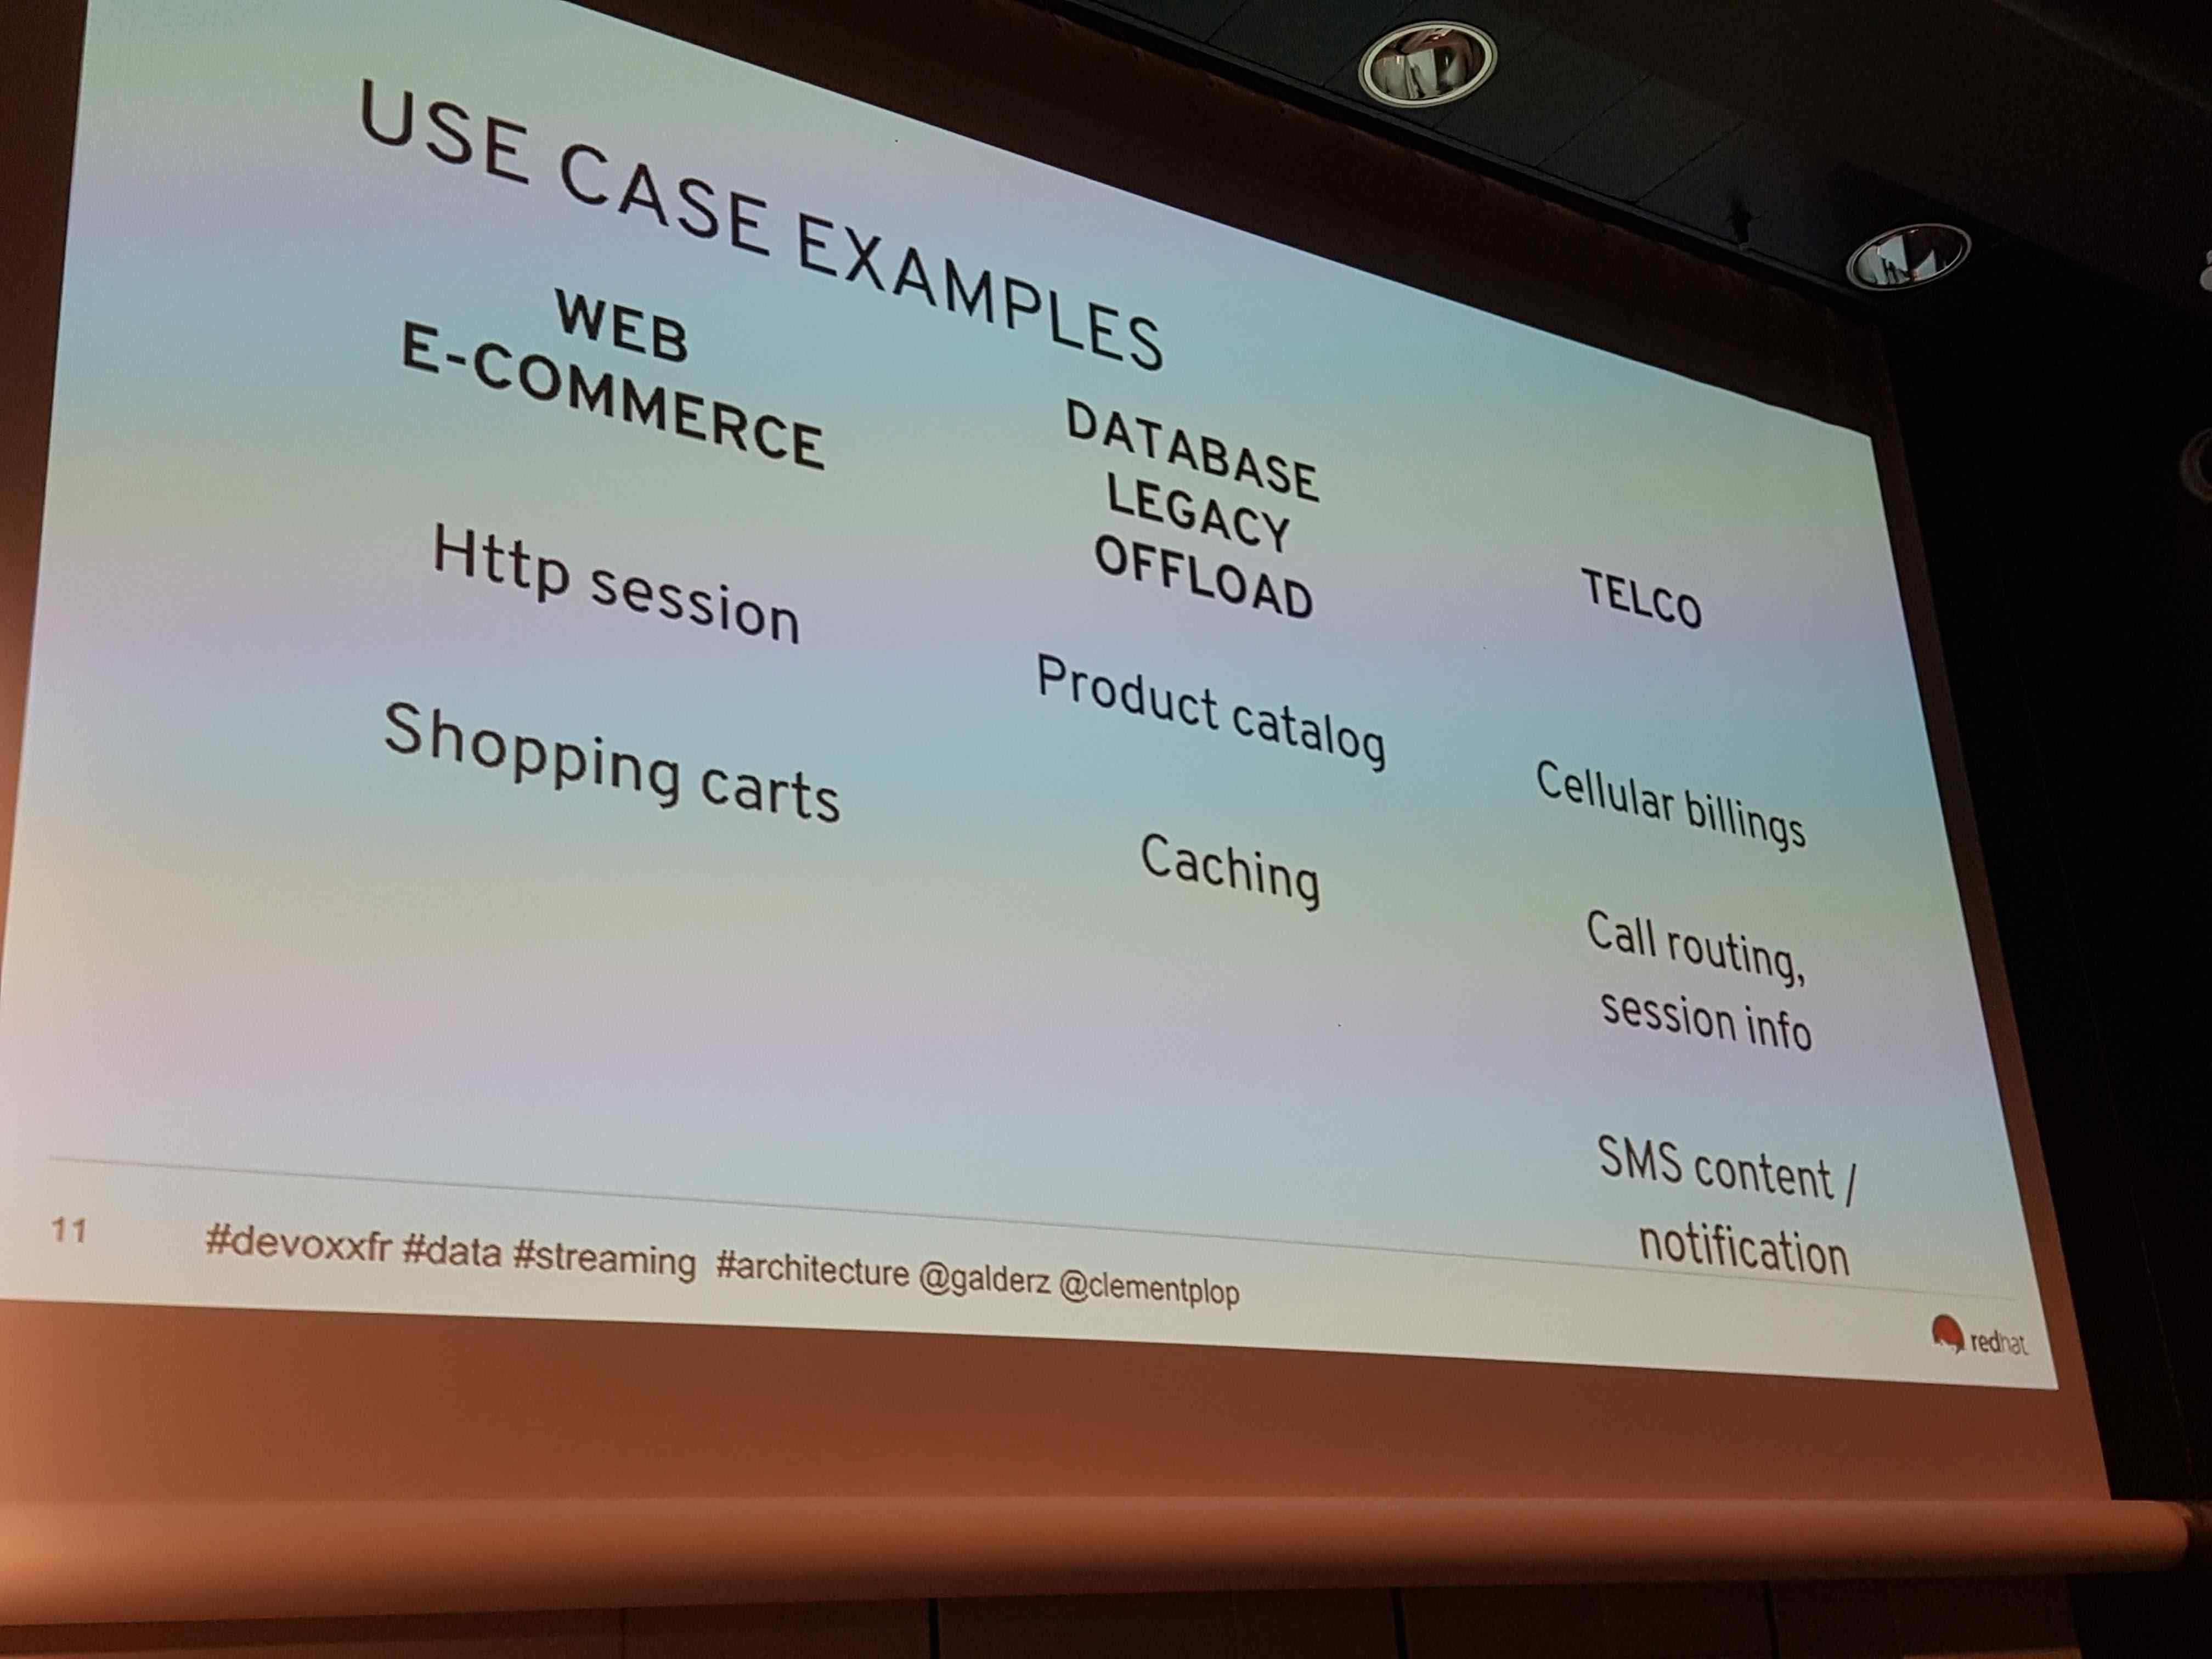 USE CASE EXAMPLES
WEB
E-COMMERCE
Http session
Shopping carts
DATABASE
LEGACY
OFFLOAD
Product catalog
Caching
TELCO
Cellular billings
Call routing,
session info
SMS content /
notification
11
#devoxxfr #data #streaming #architecture @galderz @clementplop
redhat